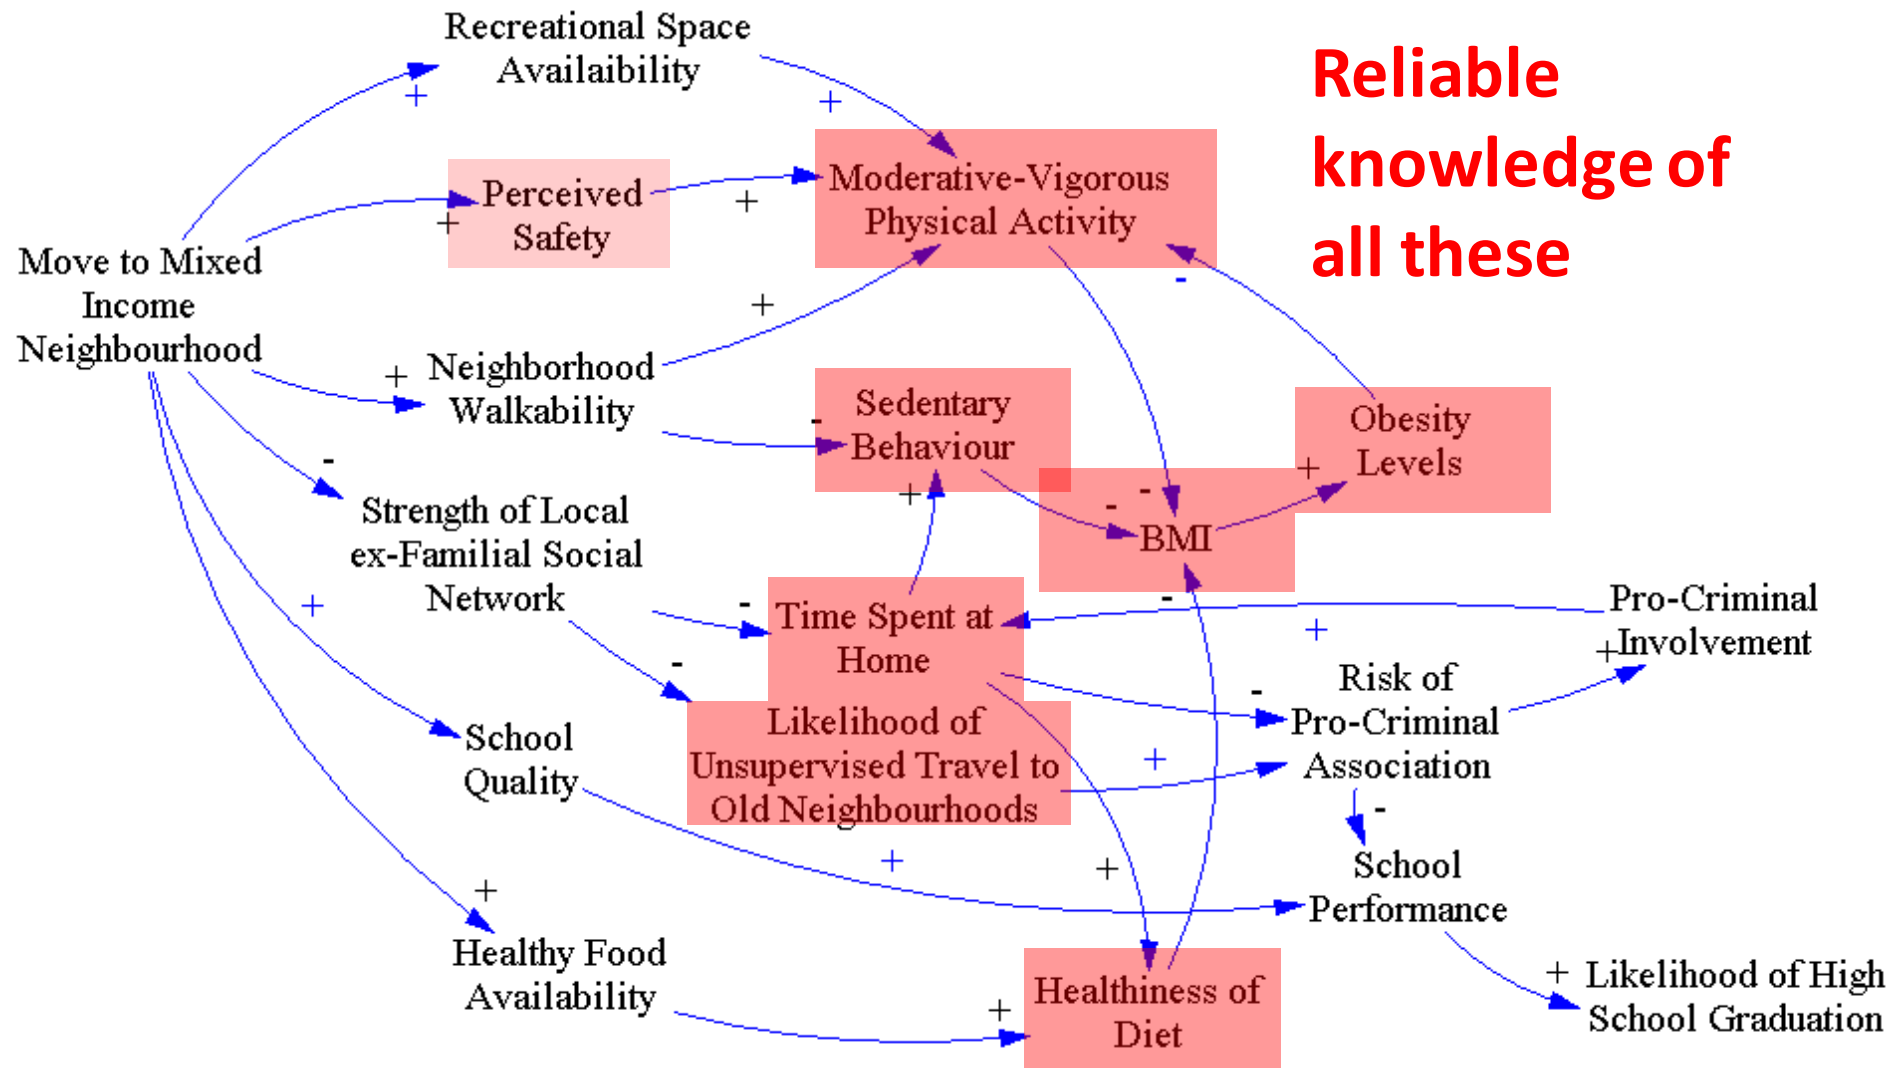 Recreational Space
Availaibility
+
+
Reliable
knowledge of
all these
Perceived
Safety
+
+
Moderative-Vigorous
Physical Activity
Move to Mixed
Income
Neighbourhood
+
-
+
Neighborhood
Walkability
-
Sedentary
Behaviour
+
Obesity
Levels
+
-
-
BMI
-
Strength of Local
ex-Familial Social
Network
+
-
-
Time Spent at
Home
-
+
Pro-Criminal
Involvement
+
-
Risk of
Pro-Criminal
Association
Likelihood of
Unsupervised Travel to
Old Neighbourhoods
+
School
Quality
+
+
-
School
Performance
+
Healthy Food
Availability
+
Healthiness of
Diet
+
Likelihood of High
School Graduation